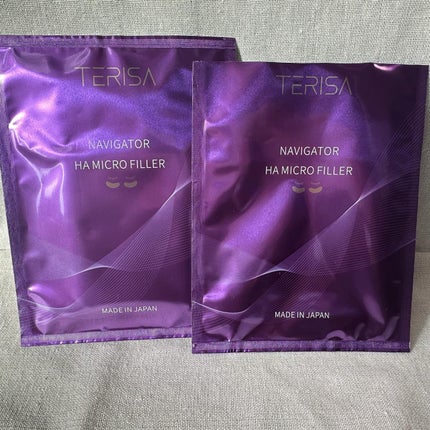 TERISA
NAVIGATOR
HA MICRO FILLER
MADE IN JAPAN
TERISA
NAVIGATOR
HA MICRO FILLER
MADE IN JAPAN